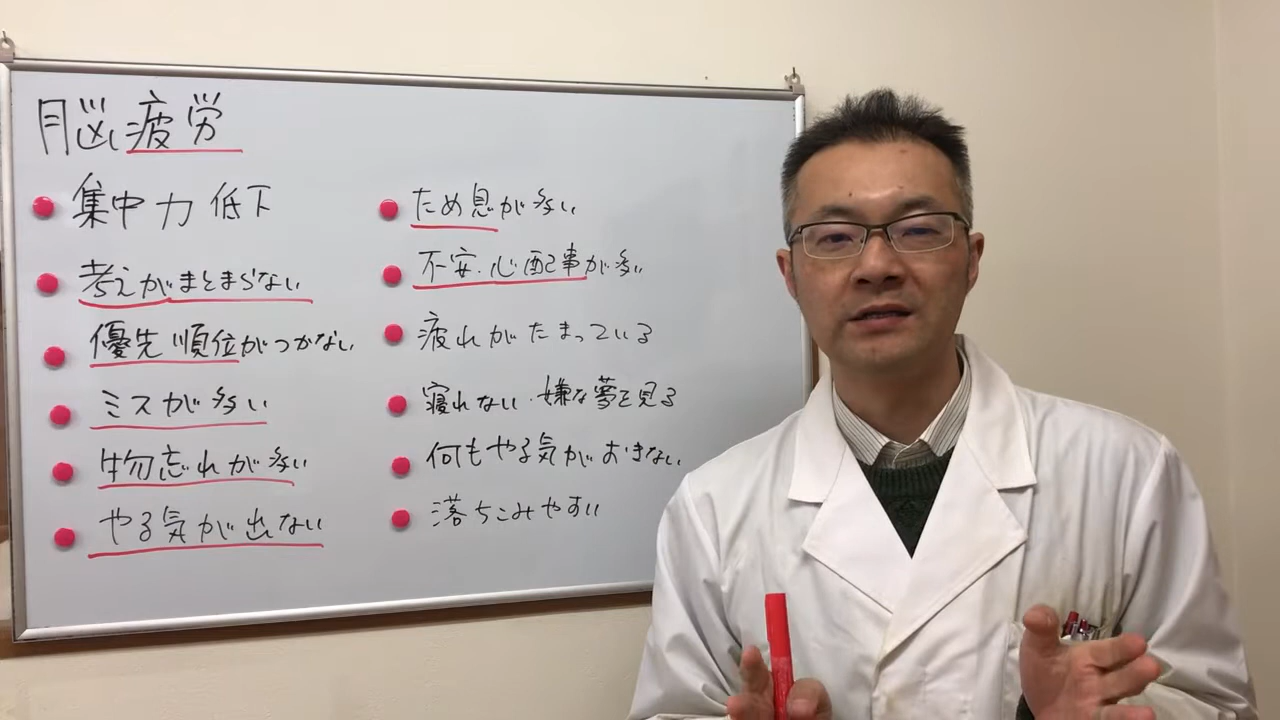 脳疲労
集中力低下
考えがまとまらない
優先順位がつかない
ミスが多い
物忘れが多い
やる気が出ない
ため息が多い
不安・心配事が多い
疲れがたまっている
寝れない・嫌な夢を見る
何もやる気がおきない
落ちこみやすい